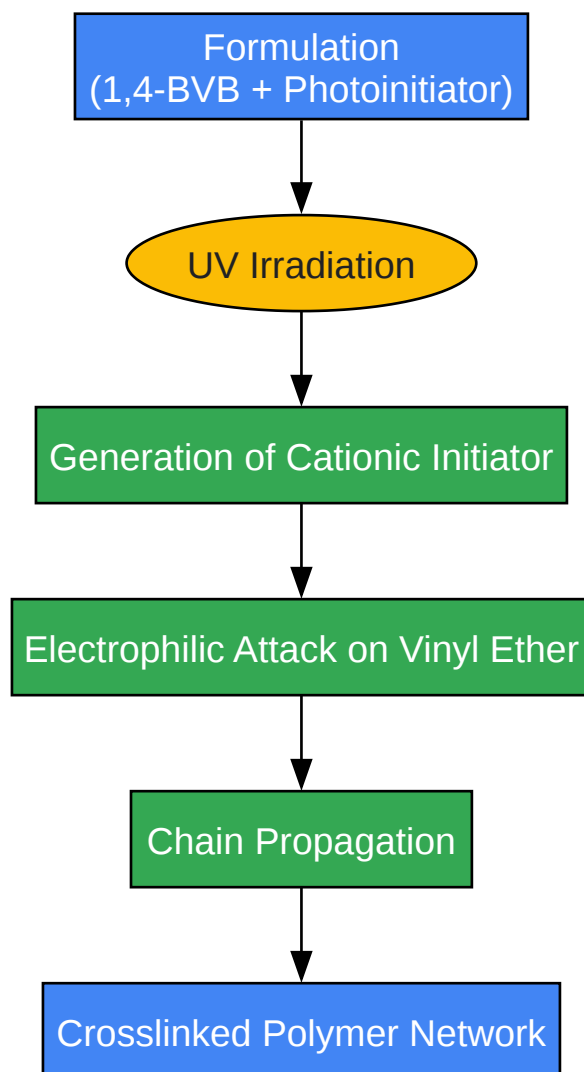 Formulation
(1,4-BVB + Photoinitiator)
UV Irradiation
Generation of Cationic Initiator
Electrophilic Attack on Vinyl Ether
Chain Propagation
Crosslinked Polymer Network